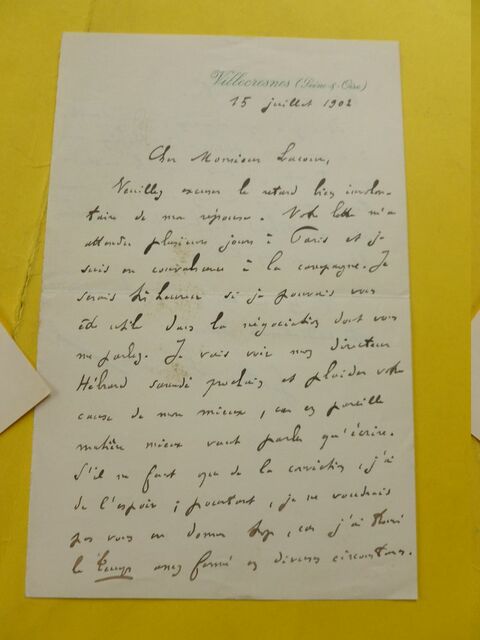 Villecresnes (Seine-&-Oise)
15 juillet 1902
Cher Monsieur Lacour,
Veuillez excuser le retard bien involon-
taire de ma réponse. Votre lettre m'a
attendu plusieurs jours à Paris et je
suis en convalescence à la campagne. Je
serais très heureux si je pouvais vous
être utile dans la négociation dont vous
me parlez. Je vais voir mon directeur
Hébrard samedi prochain et plaider votre
cause de mon mieux, car en pareille
matière mieux vaut parler qu'écrire.
S'il ne faut que de la conviction, j'ai
de l'espoir ; pourtant, je ne voudrais
pas vous en donner trop, car j'ai trouvé
le Temps assez fermé en diverses circonstances.